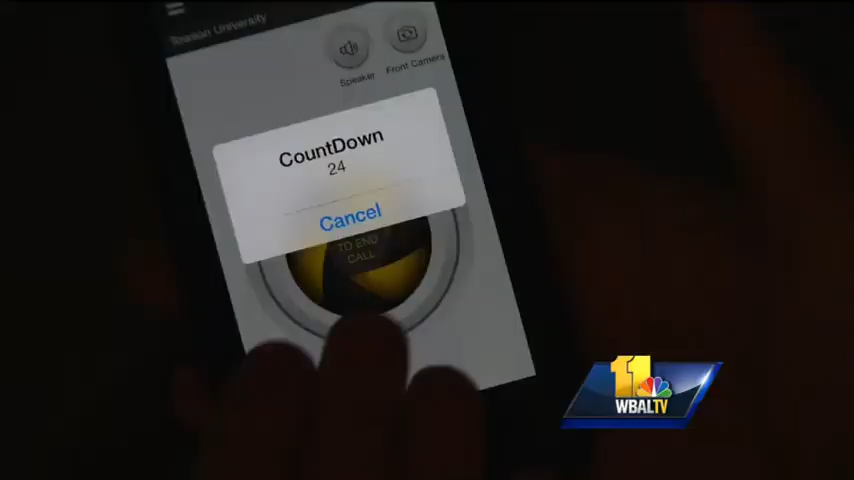 Towson University
Speaker
Front Camera
CountDown
24
Cancel
TO END
CALL
11
WBALTV